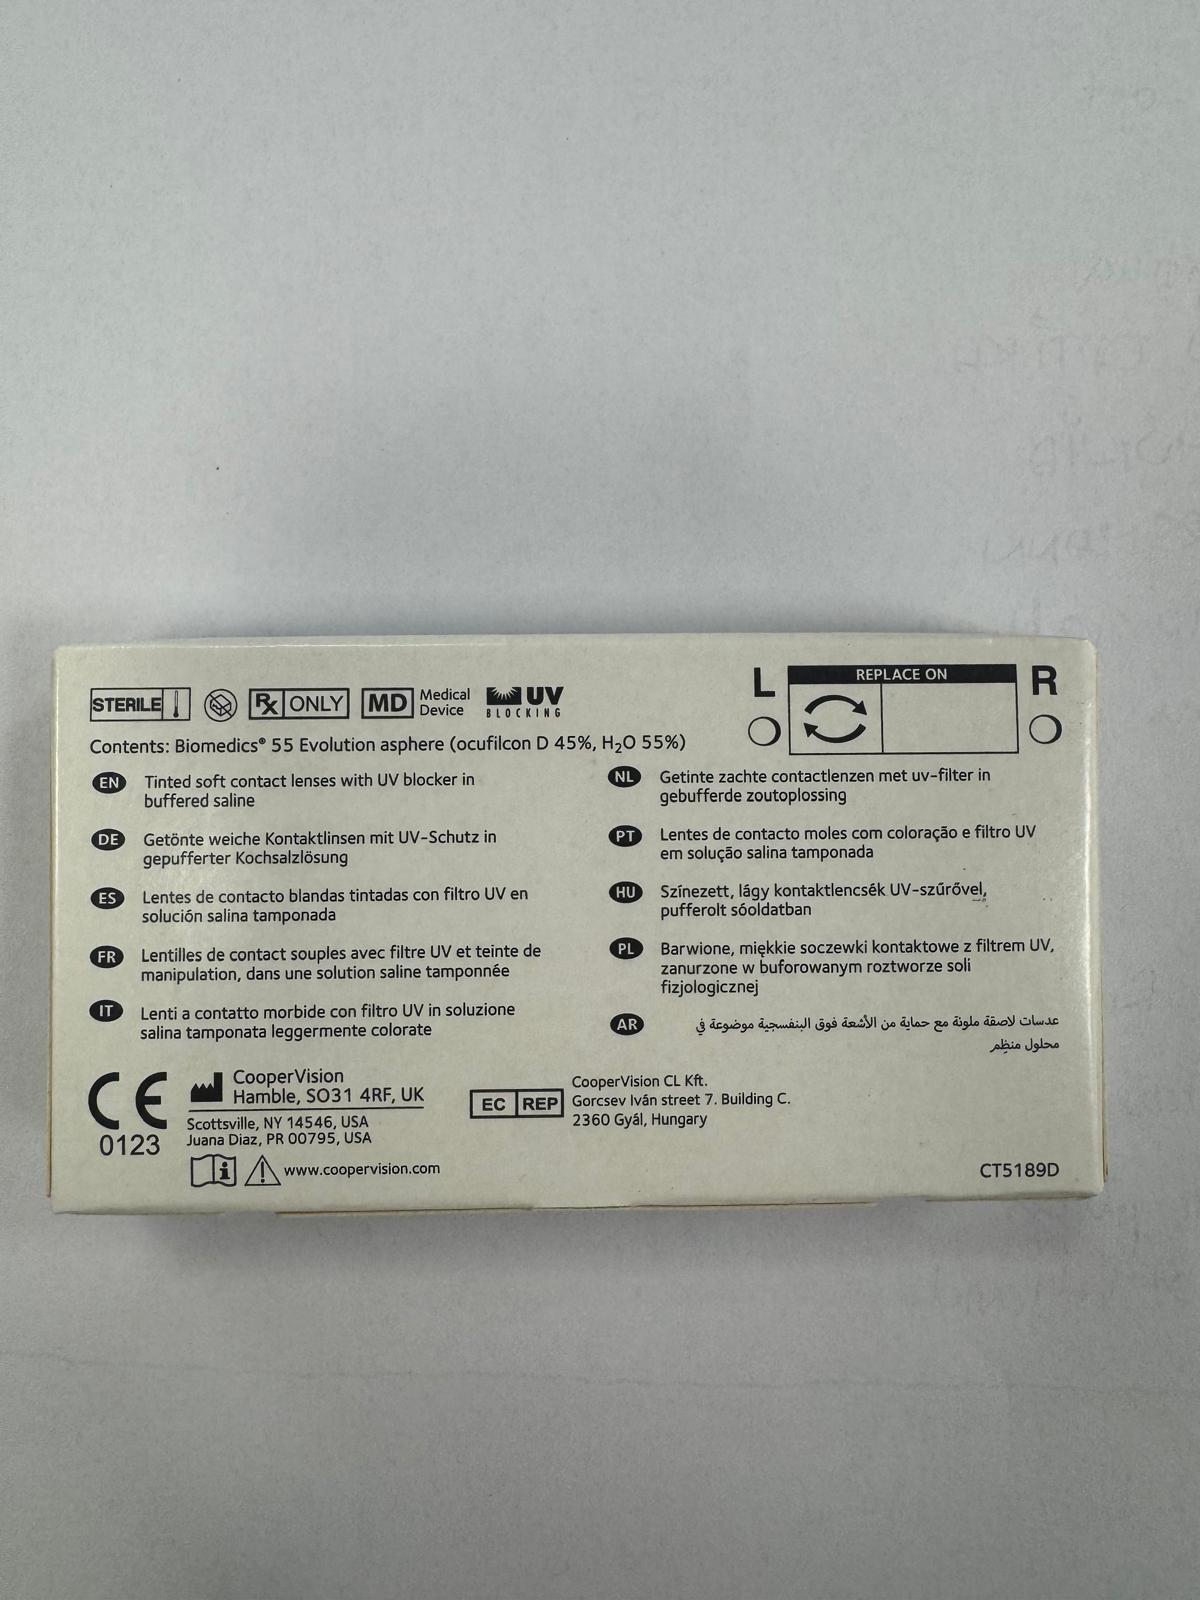 STERILE
Rx ONLY
MD Medical Device
UV BLOCKING
L
REPLACE ON
R
Contents: Biomedics® 55 Evolution asphere (ocufilcon D 45%, H₂O 55%)
EN Tinted soft contact lenses with UV blocker in
buffered saline
DE Getönte weiche Kontaktlinsen mit UV-Schutz in
gepufferter Kochsalzlösung
ES Lentes de contacto blandas tintadas con filtro UV en
solución salina tamponada
FR Lentilles de contact souples avec filtre UV et teinte de
manipulation, dans une solution saline tamponnée
IT Lenti a contatto morbide con filtro UV in soluzione
salina tamponata leggermente colorate
NL Getinte zachte contactlenzen met uv-filter in
gebufferde zoutoplossing
PT Lentes de contacto moles com coloração e filtro UV
em solução salina tamponada
HU Színezett, lágy kontaktlencsék UV-szűrővel,
pufferolt sóoldatban
PL Barwione, miękkie soczewki kontaktowe z filtrem UV,
zanurzone w buforowanym roztworze soli
fizjologicznej
AR عدسات لاصقة ملونة مع حماية من الأشعة فوق البنفسجية موضوعة في
محلول منظِم
CE
0123
CooperVision
Hamble, SO31 4RF, UK
Scottsville, NY 14546, USA
Juana Diaz, PR 00795, USA
www.coopervision.com
EC REP
CooperVision CL Kft.
Gorcsev Iván street 7. Building C.
2360 Gyál, Hungary
CT5189D